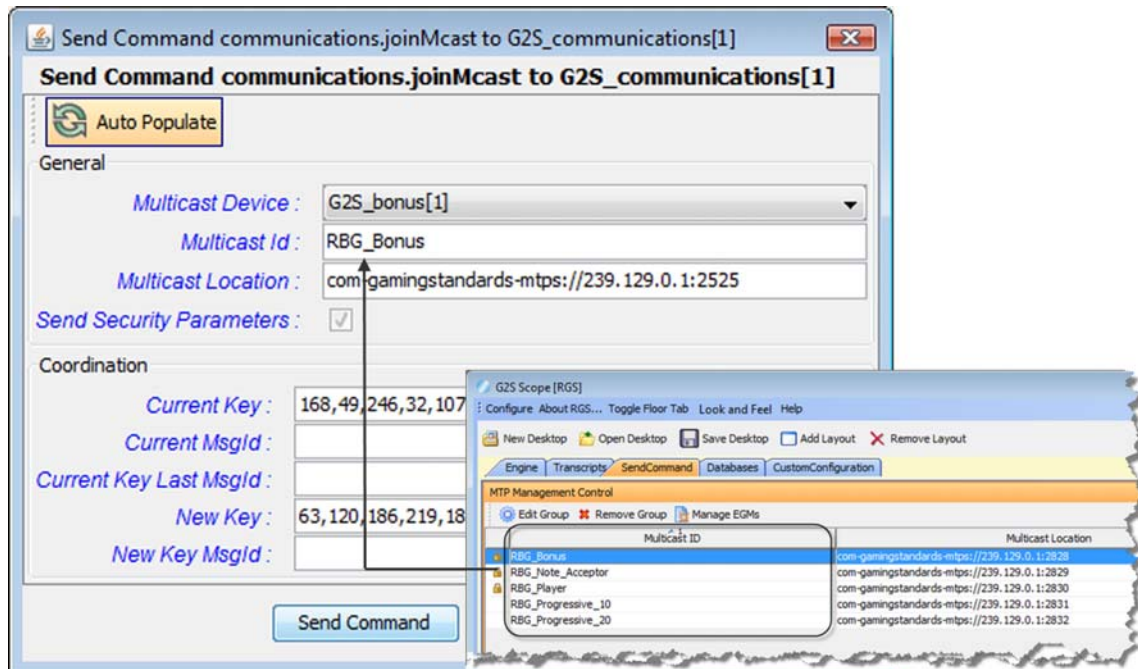 Send Command communications.joinMcast to G2S_communications[1]
Send Command communications.joinMcast to G2S_communications[1]
Auto Populate
General
Multicast Device : G2S_bonus[1]
Multicast Id : RBG_Bonus
Multicast Location : com-gamingstandards-mtps://239.129.0.1:2525
Send Security Parameters :
Coordination
Current Key : 168,49,246,32,107
Current MsgId :
Current Key Last MsgId :
New Key : 63,120,186,219,18
New Key MsgId :
Send Command
G2S Scope [RGS]
Configure About RGS... Toggle Floor Tab Look and Feel Help
New Desktop Open Desktop Save Desktop Add Layout Remove Layout
Engine Transcripts SendCommand Databases CustomConfiguration
MTP Management Control
Edit Group Remove Group Manage EGMs
Multicast ID Multicast Location
RBG_Bonus com-gamingstandards-mtps://239.129.0.1:2828
RBG_Note_Acceptor com-gamingstandards-mtps://239.129.0.1:2829
RBG_Player com-gamingstandards-mtps://239.129.0.1:2830
RBG_Progressive_10 com-gamingstandards-mtps://239.129.0.1:2831
RBG_Progressive_20 com-gamingstandards-mtps://239.129.0.1:2832